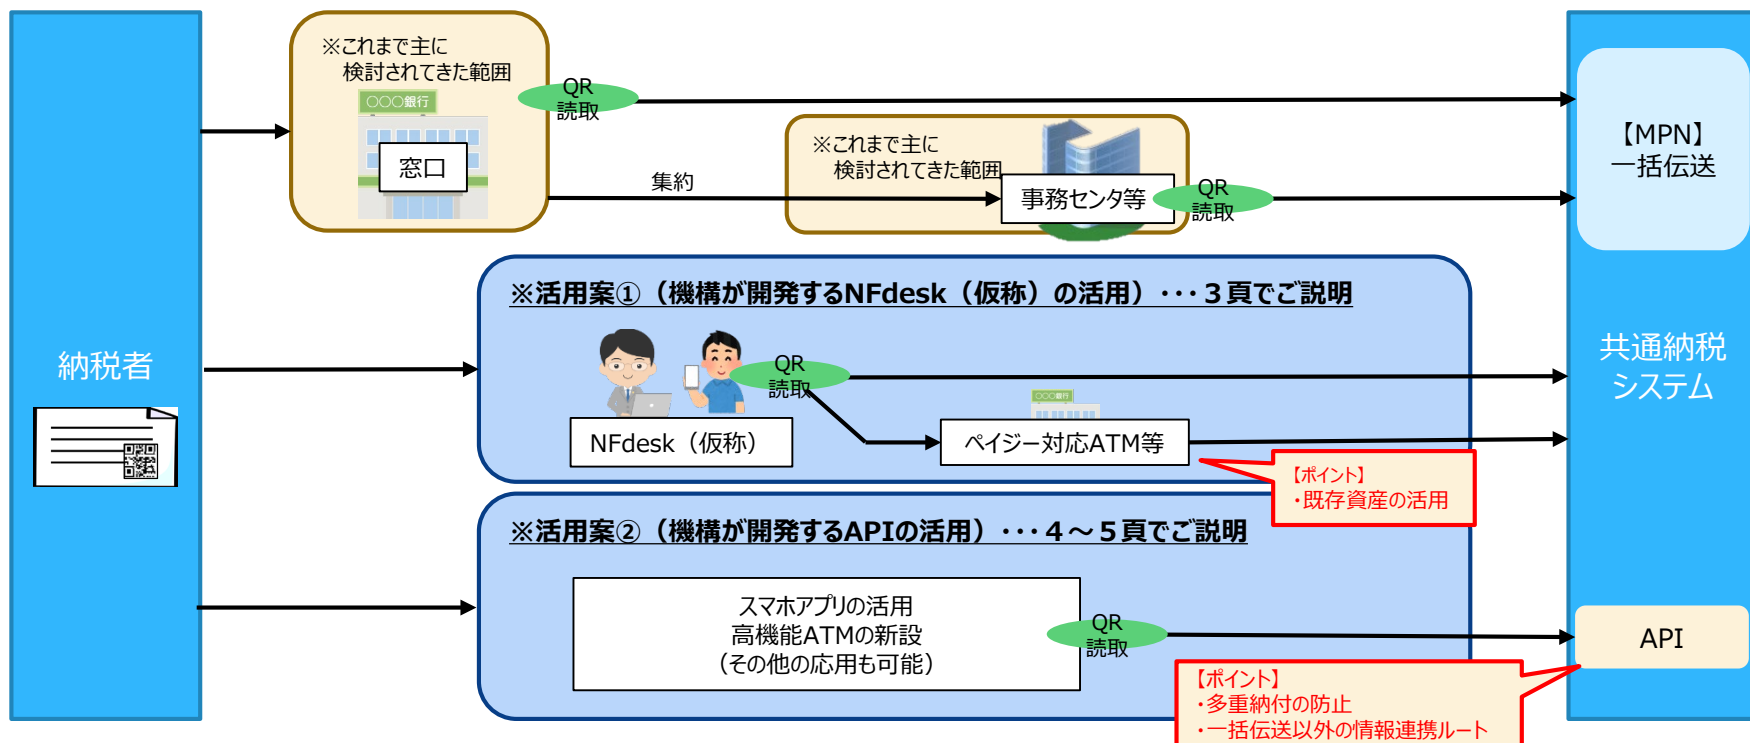 納税者
※これまで主に
検討されてきた範囲
〇〇〇銀行
窓口
QR
読取
集約
※これまで主に
検討されてきた範囲
事務センタ等
QR
読取
【MPN】
一括伝送
共通納税
システム
※活用案①（機構が開発するNFdesk（仮称）の活用）･･･３頁でご説明
QR
読取
NFdesk（仮称）
〇〇〇銀行
ペイジー対応ATM等
【ポイント】
・既存資産の活用
※活用案②（機構が開発するAPIの活用）･･･４～５頁でご説明
スマホアプリの活用
高機能ATMの新設
（その他の応用も可能）
QR
読取
API
【ポイント】
・多重納付の防止
・一括伝送以外の情報連携ルート